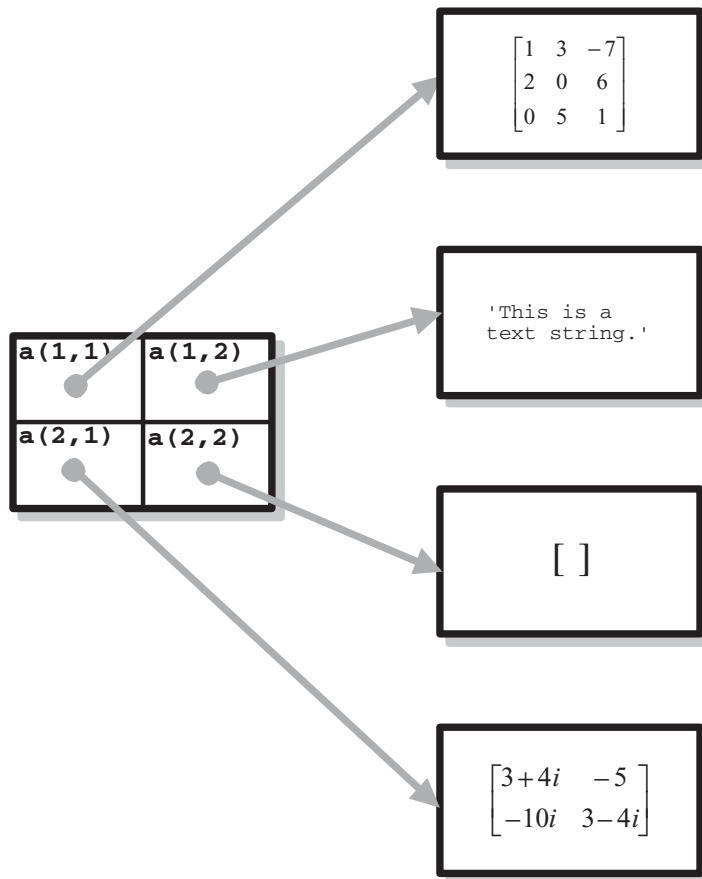 1 3 −7
2 0 6
0 5 1
'This is a
text string.'
a(1,1) a(1,2)
a(2,1) a(2,2)
[ ]
3+4i −5
−10i 3−4i